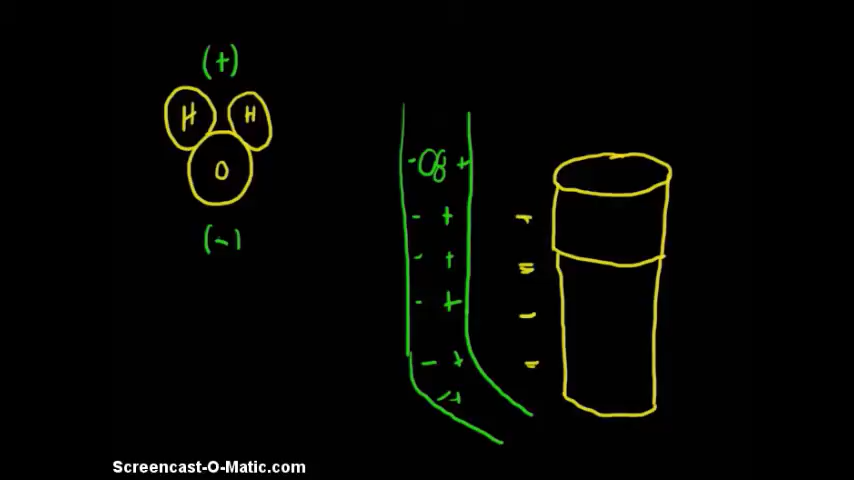 (+)
H H
O
(-)
- +
- +
- +
- +
- +
- +
Screencast-O-Matic.com